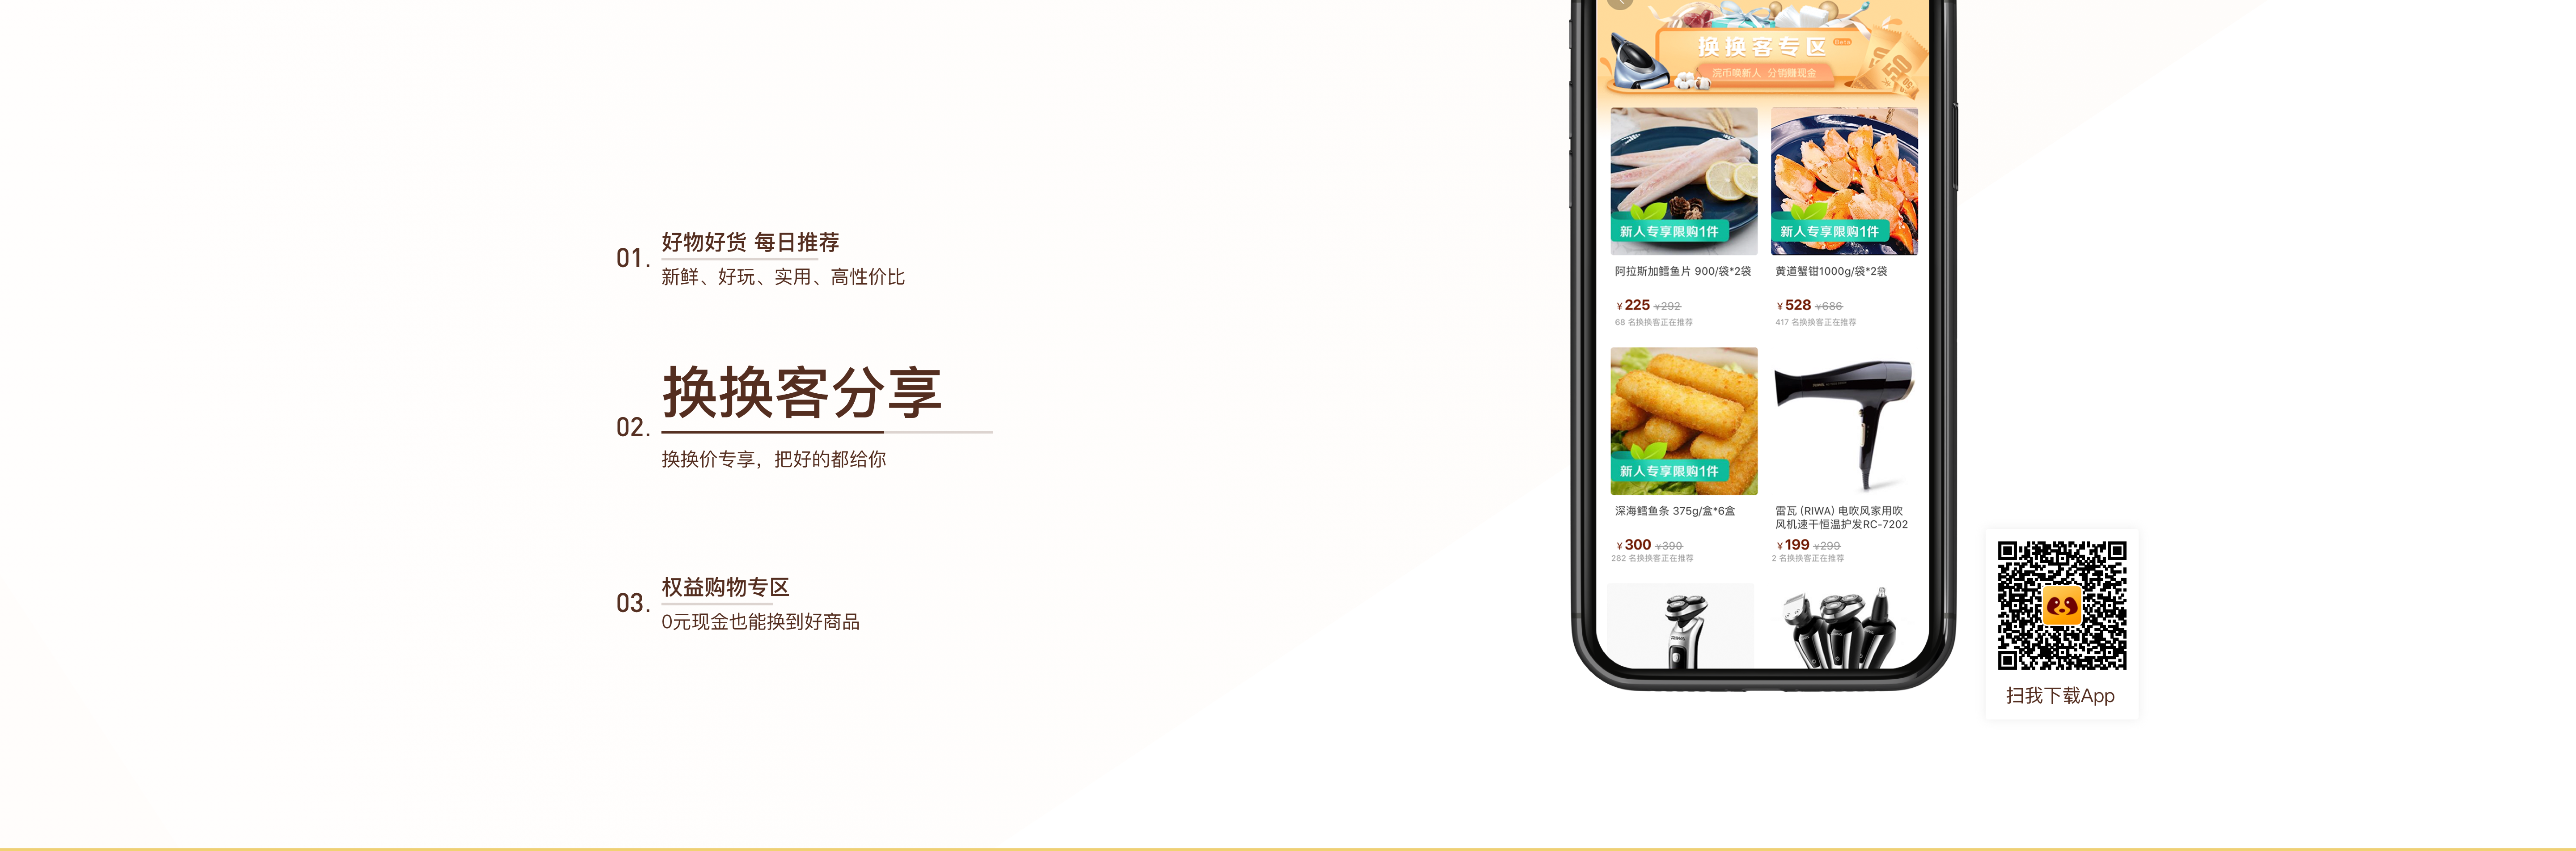 01.
好物好货 每日推荐
新鲜、好玩、实用、高性价比
02.
换换客分享
换换价专享，把好的都给你
03.
权益购物专区
0元现金也能换到好商品
换换客专区 Beta
分销赚现金
新人专享限购1件
新人专享限购1件
阿拉斯加鳕鱼片 900/袋*2袋
黄道蟹钳1000g/袋*2袋
¥225 ¥292
¥528 ¥686
68 名换换客正在推荐
417 名换换客正在推荐
新人专享限购1件
深海鳕鱼条 375g/盒*6盒
雷瓦 (RIWA) 电吹风家用吹
风机速干恒温护发RC-7202
¥300 ¥390
¥199 ¥299
282 名换换客正在推荐
2 名换换客正在推荐
扫我下载App